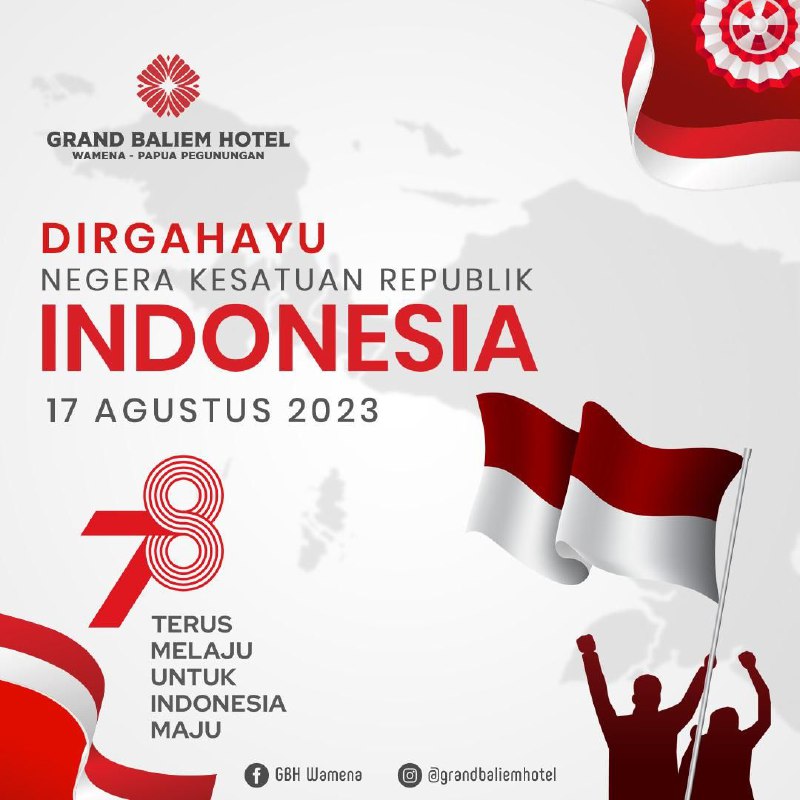 GRAND BALIEM HOTEL
WAMENA - PAPUA PEGUNUNGAN
DIRGAHAYU
NEGERA KESATUAN REPUBLIK
INDONESIA
17 AGUSTUS 2023
78
TERUS
MELAJU
UNTUK
INDONESIA
MAJU
GBH Wamena
@grandbaliemhotel